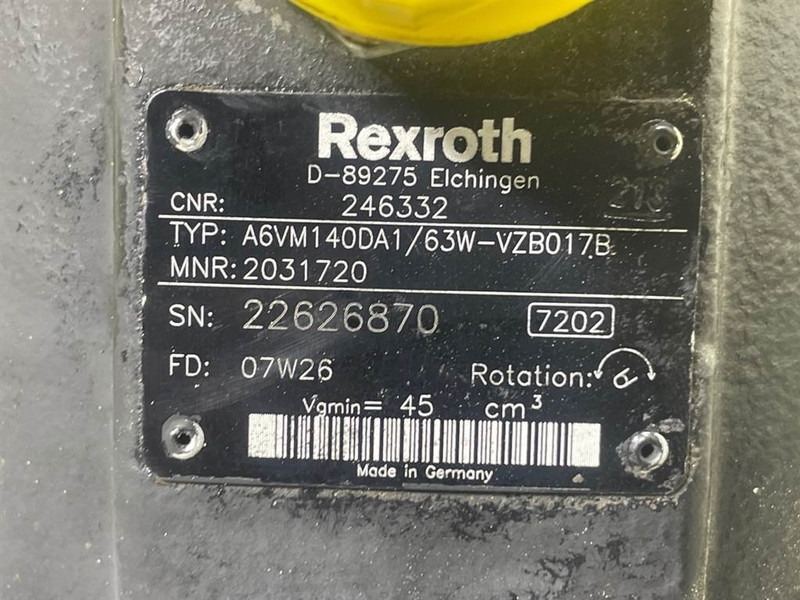 Rexroth
D-89275 Elchingen
CNR: 246332
TYP: A6VM140DA1/63W-VZB017B
MNR: 2031720
SN: 22626870 7202
FD: 07W26 Rotation:
Vgmin= 45 cm³
Made in Germany